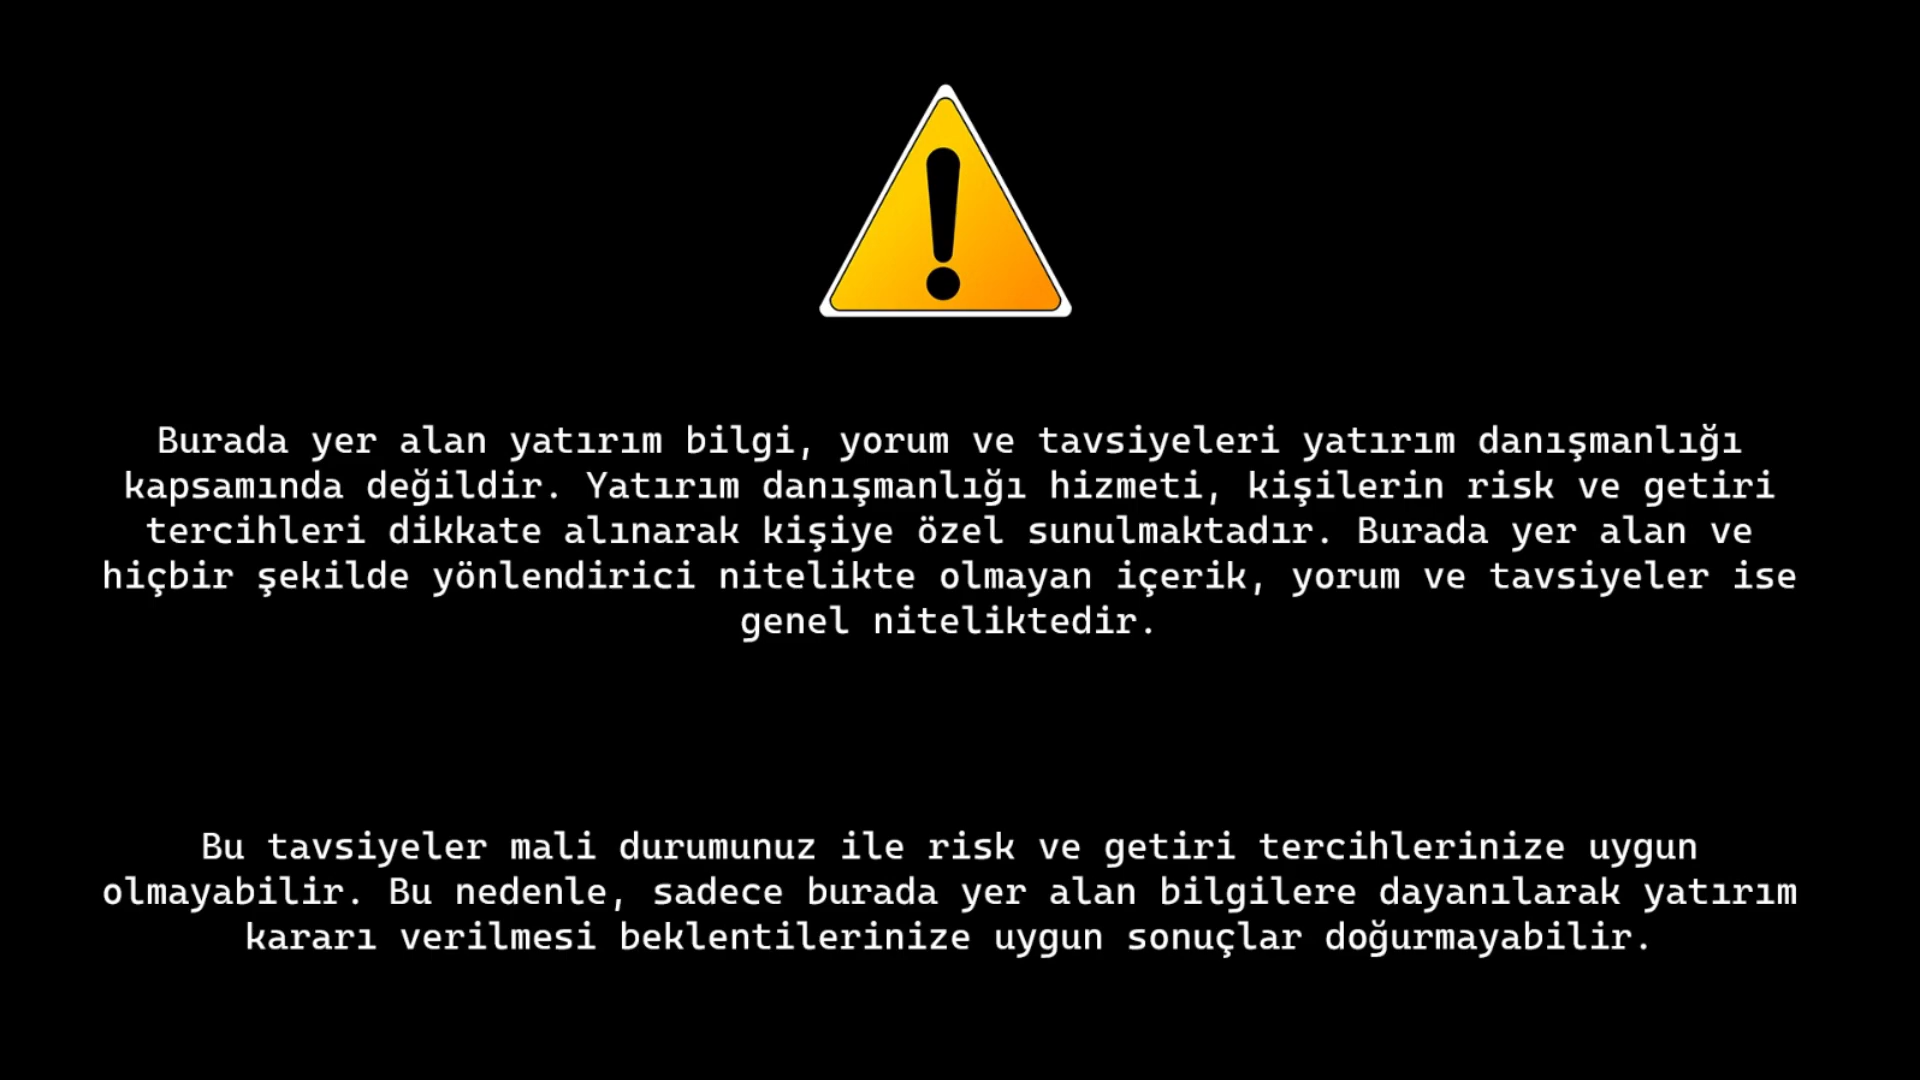 Burada yer alan yatırım bilgi, yorum ve tavsiyeleri yatırım danışmanlığı
kapsamında değildir. Yatırım danışmanlığı hizmeti, kişilerin risk ve getiri
tercihleri dikkate alınarak kişiye özel sunulmaktadır. Burada yer alan ve
hiçbir şekilde yönlendirici nitelikte olmayan içerik, yorum ve tavsiyeler ise
genel niteliktedir.
Bu tavsiyeler mali durumunuz ile risk ve getiri tercihlerinize uygun
olmayabilir. Bu nedenle, sadece burada yer alan bilgilere dayanılarak yatırım
kararı verilmesi beklentilerinize uygun sonuçlar doğurmayabilir.